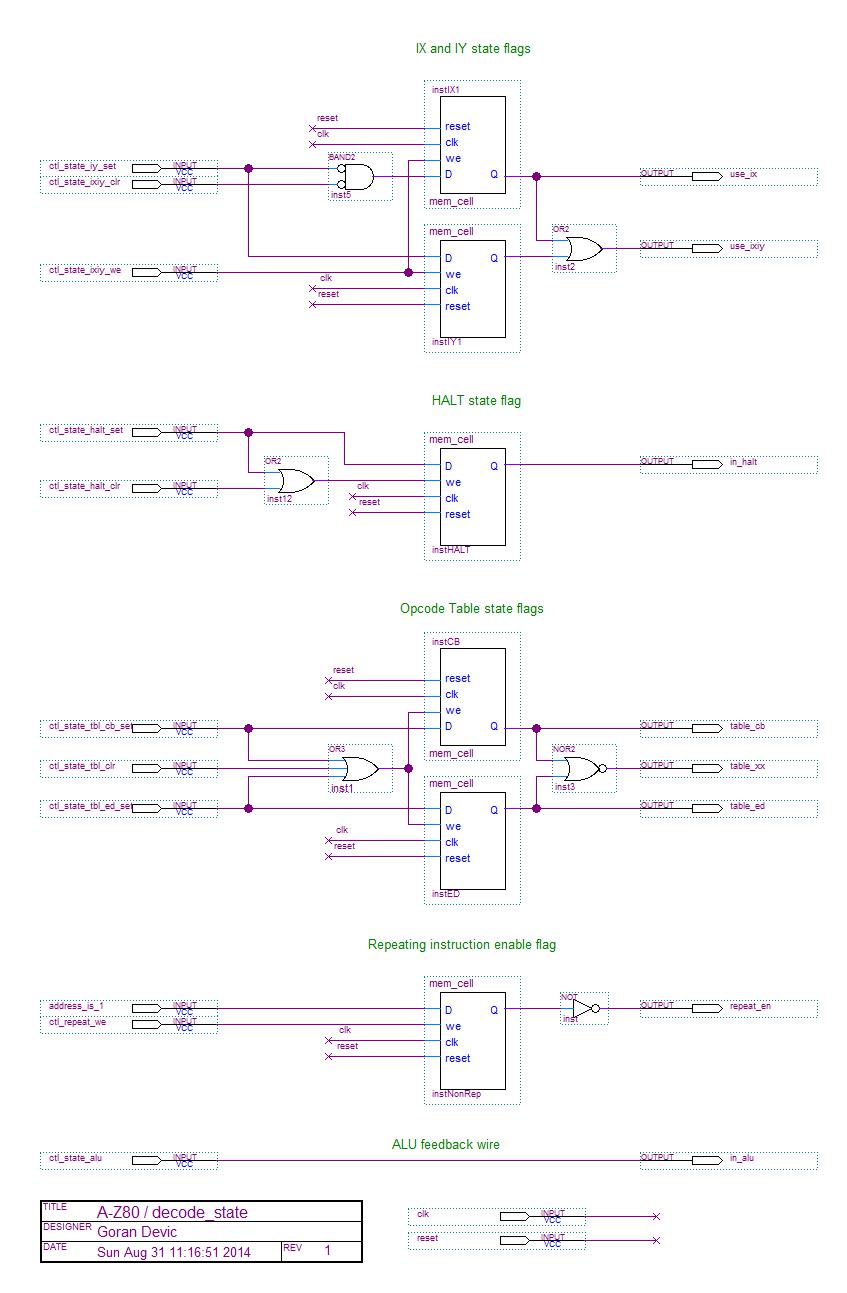 IX and IY state flags
instIX1
reset
clk
reset
clk
we
D Q
mem_cell
BAND2
inst5
ctl_state_iy_set INPUT VCC
ctl_state_ixiy_clr INPUT VCC
OUTPUT use_ix
mem_cell
OR2
inst2
OUTPUT use_ixiy
D Q
we
clk
reset
ctl_state_ixiy_we INPUT VCC
clk
reset
instIY1
HALT state flag
ctl_state_halt_set INPUT VCC
mem_cell
OR2
inst12
D Q
we
clk
reset
OUTPUT in_halt
ctl_state_halt_clr INPUT VCC
clk
reset
instHALT
Opcode Table state flags
instCB
reset
clk
reset
clk
we
D Q
mem_cell
ctl_state_tbl_cb_set INPUT VCC
OUTPUT table_cb
OR3
inst1
NOR2
inst3
ctl_state_tbl_clr INPUT VCC
OUTPUT table_xx
mem_cell
ctl_state_tbl_ed_set INPUT VCC
D Q
we
clk
reset
OUTPUT table_ed
clk
reset
instED
Repeating instruction enable flag
mem_cell
address_is_1 INPUT VCC
ctl_repeat_we INPUT VCC
D Q
we
clk
reset
NOT
inst
OUTPUT repeat_en
clk
reset
instNonRep
ALU feedback wire
ctl_state_alu INPUT VCC
OUTPUT in_alu
TITLE A-Z80 / decode_state
DESIGNER Goran Devic
DATE Sun Aug 31 11:16:51 2014 REV 1
clk INPUT VCC
reset INPUT VCC